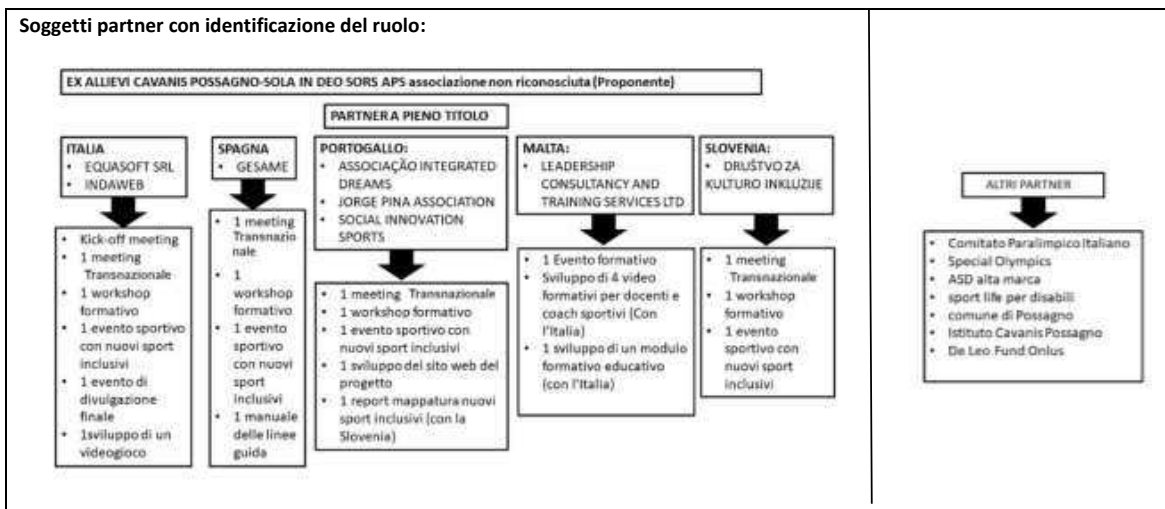 Soggetti partner con identificazione del ruolo:
EX ALLIEVI CAVANIS POSSAGNO-SOLA IN DEO SORS APS associazione non riconosciuta (Proponente)
PARTNER A PIENO TITOLO
ITALIA
• EQUASOFT SRL
• INDAWEB
• Kick-off meeting
• 1 meeting
Transnazionale
• 1 workshop
formativo
• 1 evento sportivo
con nuovi sport
inclusivi
• 1 evento di
divulgazione
finale
• 1sviluppo di un
videogioco
SPAGNA
• GESAME
• 1 meeting
Transnazio
nale
• 1
workshop
formativo
• 1 evento
sportivo
con nuovi
sport
inclusivi
• 1 manuale
delle linee
guida
PORTOGALLO:
• ASSOCIAÇÃO INTEGRATED
DREAMS
• JORGE PINA ASSOCIATION
• SOCIAL INNOVATION
SPORTS
• 1 meeting Transnazionale
• 1 workshop formativo
• 1 evento sportivo con
nuovi sport inclusivi
• 1 sviluppo del sito web del
progetto
• 1 report mappatura nuovi
sport inclusivi (con la
Slovenia)
MALTA:
• LEADERSHIP
CONSULTANCY AND
TRAINING SERVICES LTD
• 1 Evento formativo
• Sviluppo di 4 video
formativi per docenti e
coach sportivi (Con
l'Italia)
• 1 sviluppo di un modulo
formativo educativo
(con l'Italia)
SLOVENIA:
• DRUŠTVO ZA
KULTURO INKLUZIJE
• 1 meeting
Transnazionale
• 1 workshop
formativo
• 1 evento
sportivo con
nuovi sport
inclusivi
ALTRI PARTNER
• Comitato Paralimpico Italiano
• Special Olympics
• ASD alta marca
• sport life per disabili
• comune di Possagno
• Istituto Cavanis Possagno
• De Leo Fund Onlus